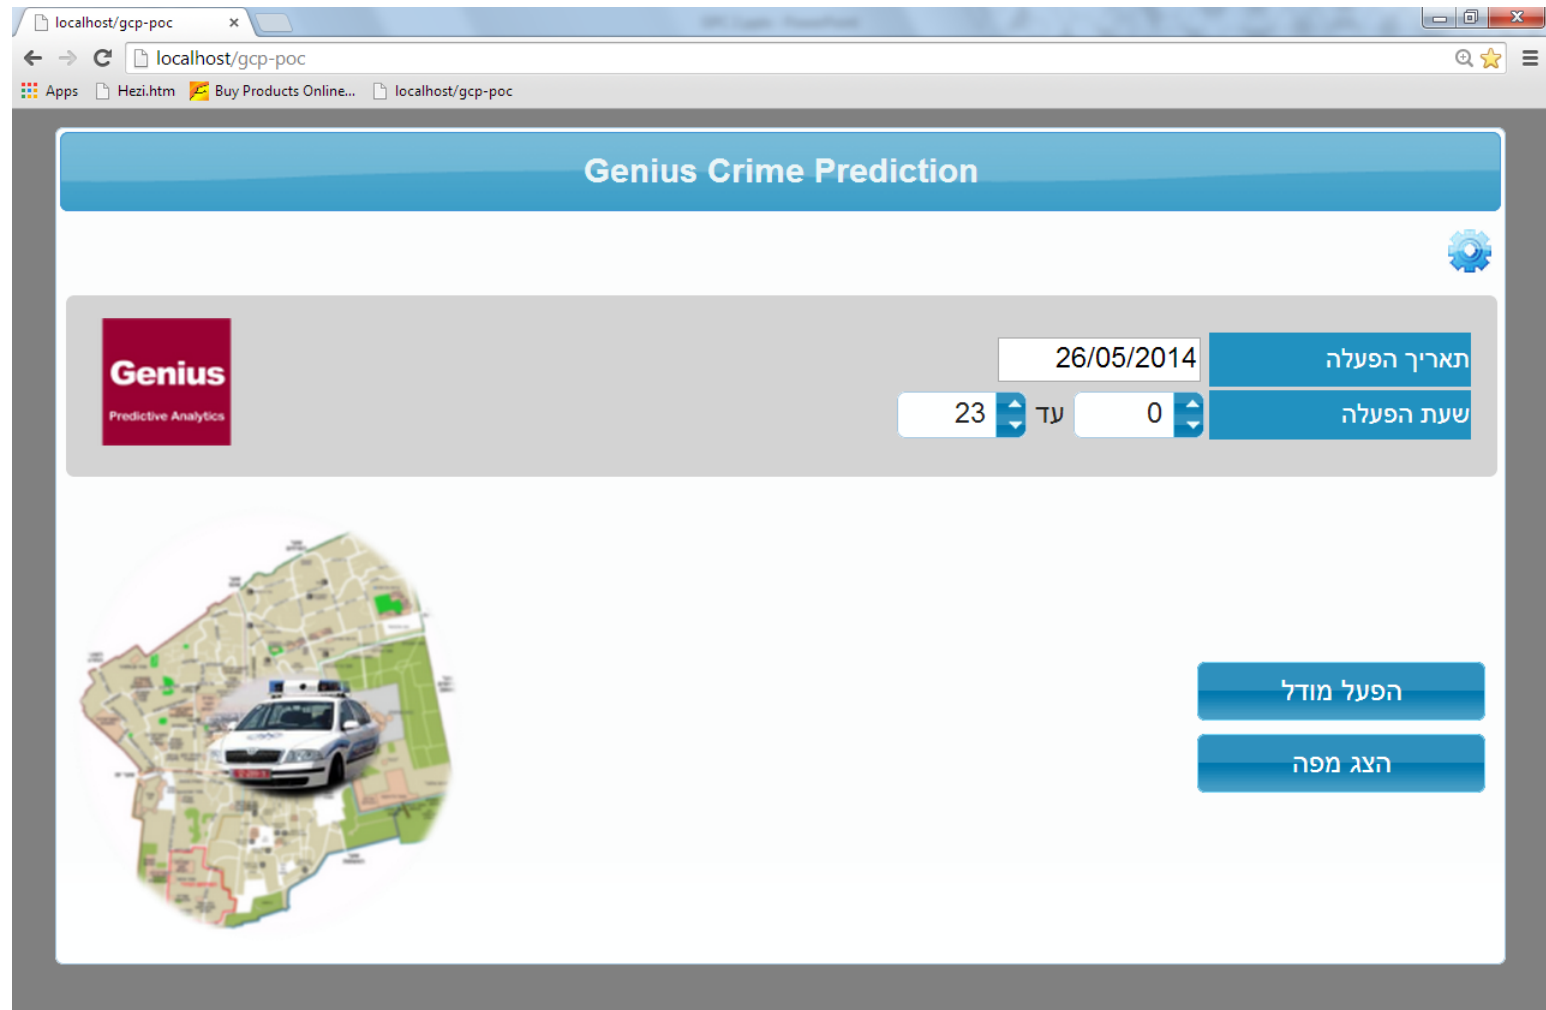 localhost/gcp-poc
localhost/gcp-poc
Apps Hezi.htm Buy Products Online... localhost/gcp-poc
Genius Crime Prediction
תאריך הפעלה 26/05/2014
שעת הפעלה 0 עד 23
Genius
Predictive Analytics
הפעל מודל
הצג מפה